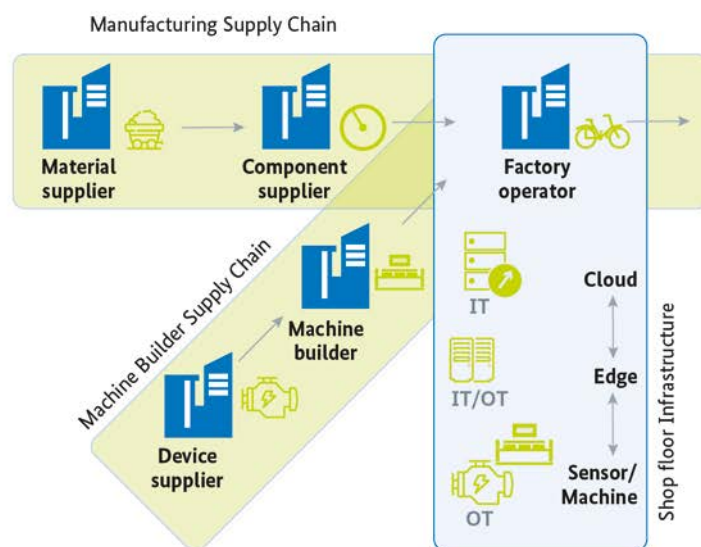 Manufacturing Supply Chain
Material
supplier
Component
supplier
Factory
operator
Machine Builder Supply Chain
Machine
builder
Device
supplier
IT
Cloud
IT/OT
Edge
OT
Sensor/
Machine
Shop floor Infrastructure